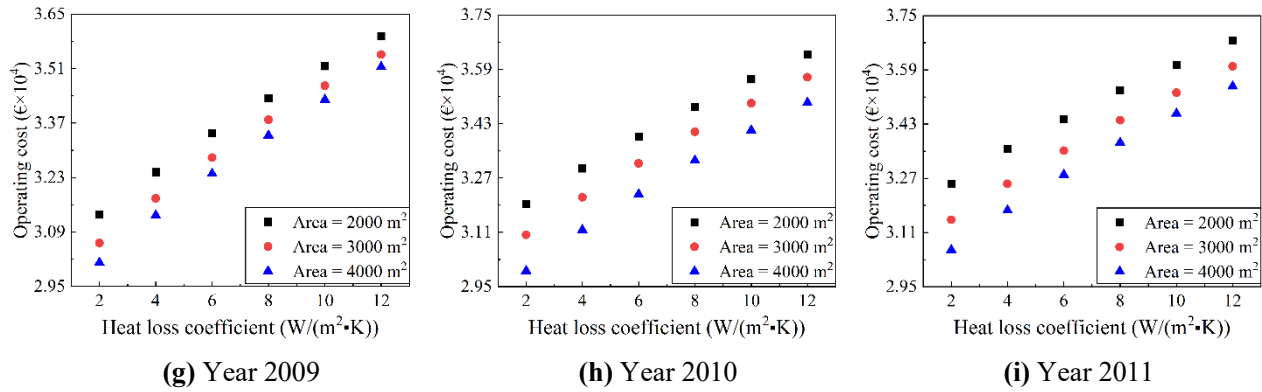 3.65
3.51
3.37
3.23
3.09
2.95
Operating cost (€×10⁴)
2 4 6 8 10 12
Heat loss coefficient (W/(m²▪K))
Area = 2000 m²
Area = 3000 m²
Area = 4000 m²
(g) Year 2009
3.75
3.59
3.43
3.27
3.11
2.95
Operating cost (€×10⁴)
2 4 6 8 10 12
Heat loss coefficient (W/(m²▪K))
Area = 2000 m²
Area = 3000 m²
Area = 4000 m²
(h) Year 2010
3.75
3.59
3.43
3.27
3.11
2.95
Operating cost (€×10⁴)
2 4 6 8 10 12
Heat loss coefficient (W/(m²▪K))
Area = 2000 m²
Area = 3000 m²
Area = 4000 m²
(i) Year 2011